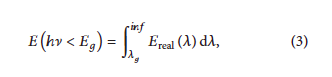 E(hν < E_g) = ∫_{λ_g}^{inf} E_real(λ) dλ, (3)